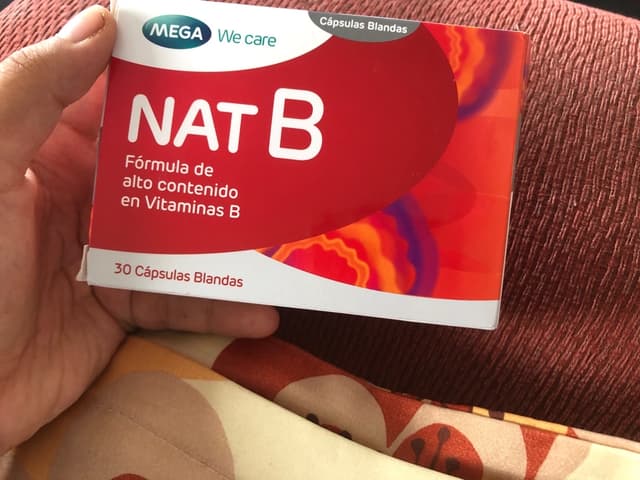 Cápsulas Blandas
MEGA We care
NAT B
Fórmula de
alto contenido
en Vitaminas B
30 Cápsulas Blandas